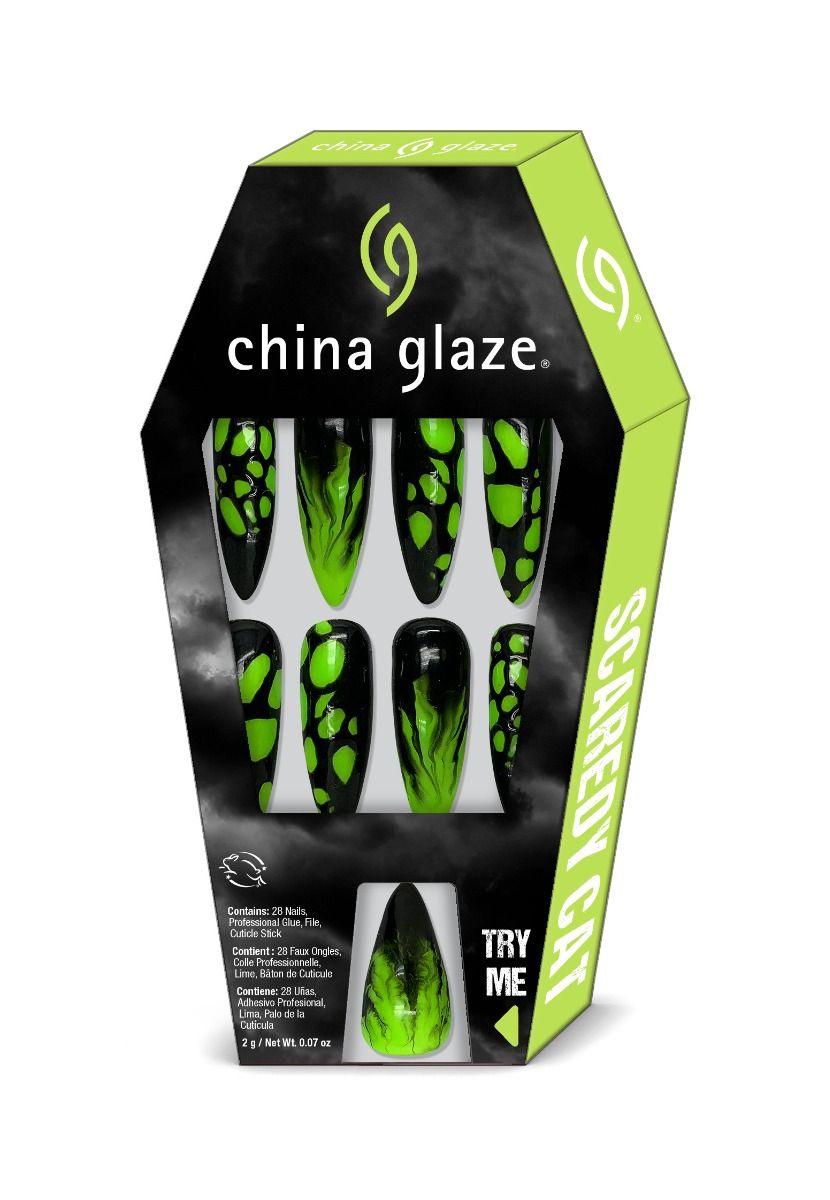 china glaze
china glaze®
®
SCAREDY CAT
TRY
ME
Contains: 28 Nails,
Professional Glue, File,
Cuticle Stick
Contient : 28 Faux Ongles,
Colle Professionnelle,
Lime, Bâton de Cuticule
Contiene: 28 Uñas,
Adhesivo Profesional,
Lima, Palo de la
Cutícula
2 g / Net Wt. 0.07 oz